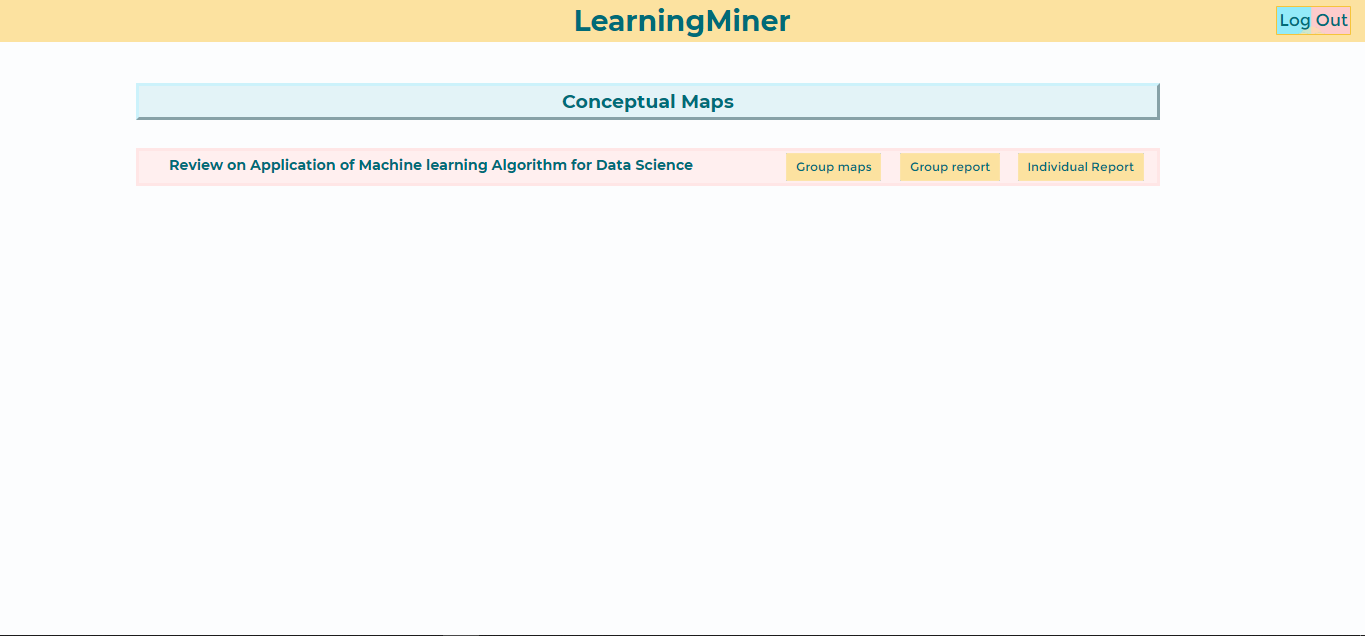 LearningMiner
Log Out
Conceptual Maps
Review on Application of Machine learning Algorithm for Data Science
Group maps
Group report
Individual Report